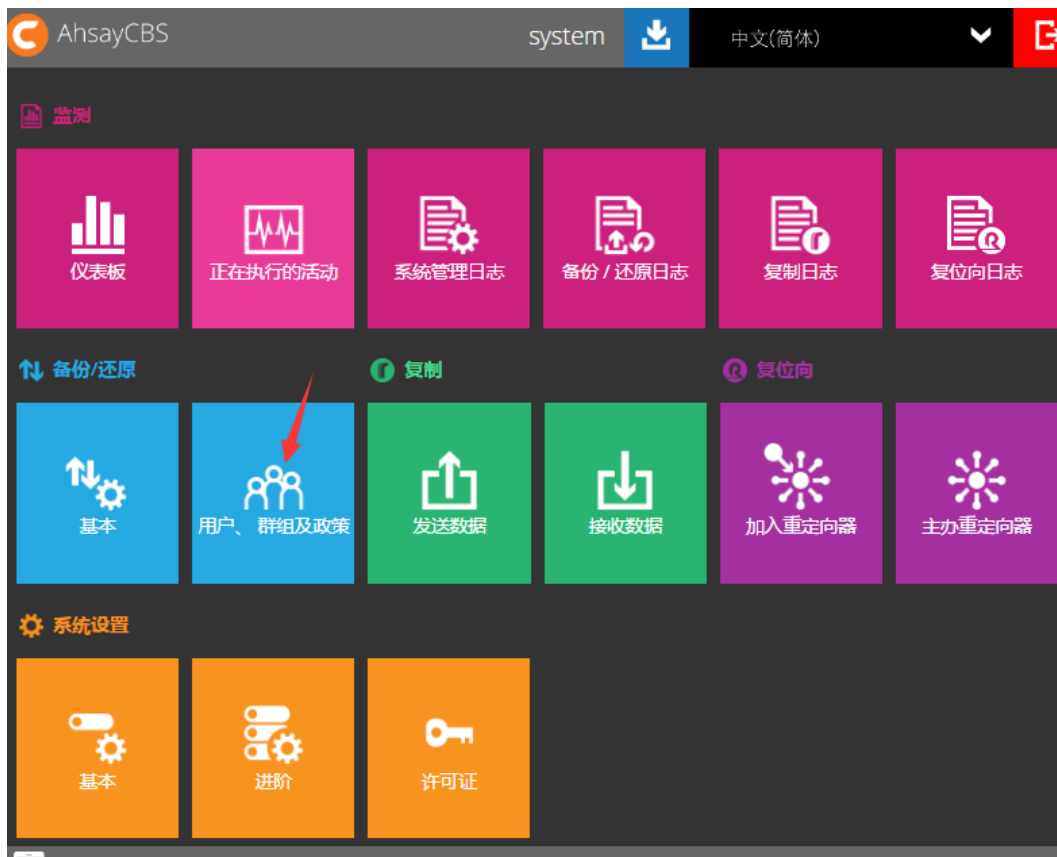 AhsayCBS
system
中文(简体)
监测
仪表板
正在执行的活动
系统管理日志
备份 / 还原日志
复制日志
复位向日志
备份/还原
复制
复位向
基本
用户、 群组及政策
发送数据
接收数据
加入重定向器
主办重定向器
系统设置
基本
进阶
许可证